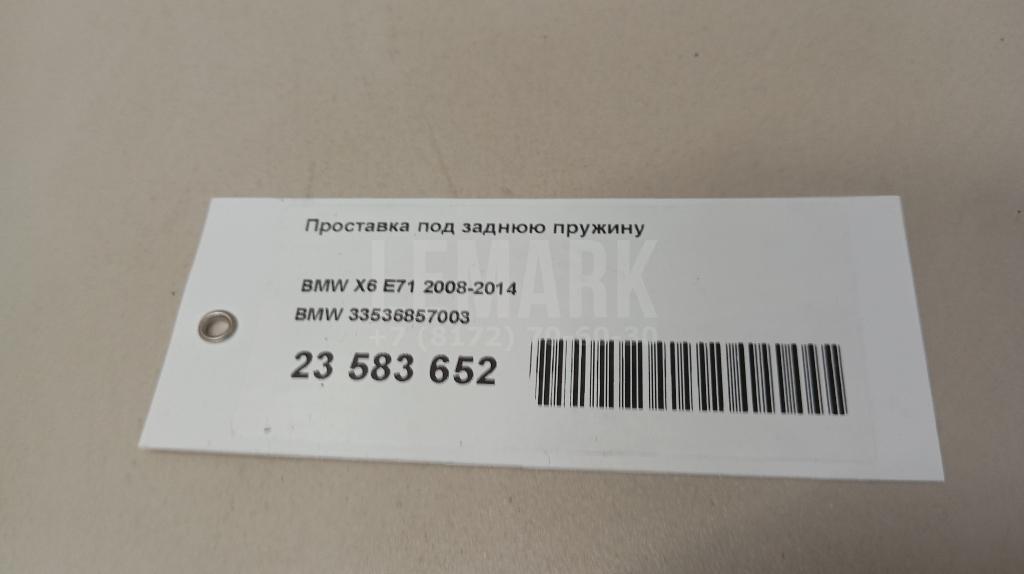 Проставка под заднюю пружину
LEMARK
BMW X6 E71 2008-2014
BMW 33536857003
+7 (8172) 70-60-30
23 583 652